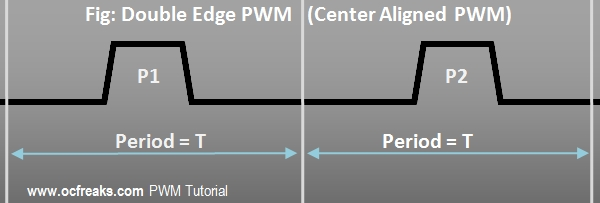 Fig: Double Edge PWM (Center Aligned PWM)
P1 P2
Period = T Period = T
www.ocfreaks.com PWM Tutorial